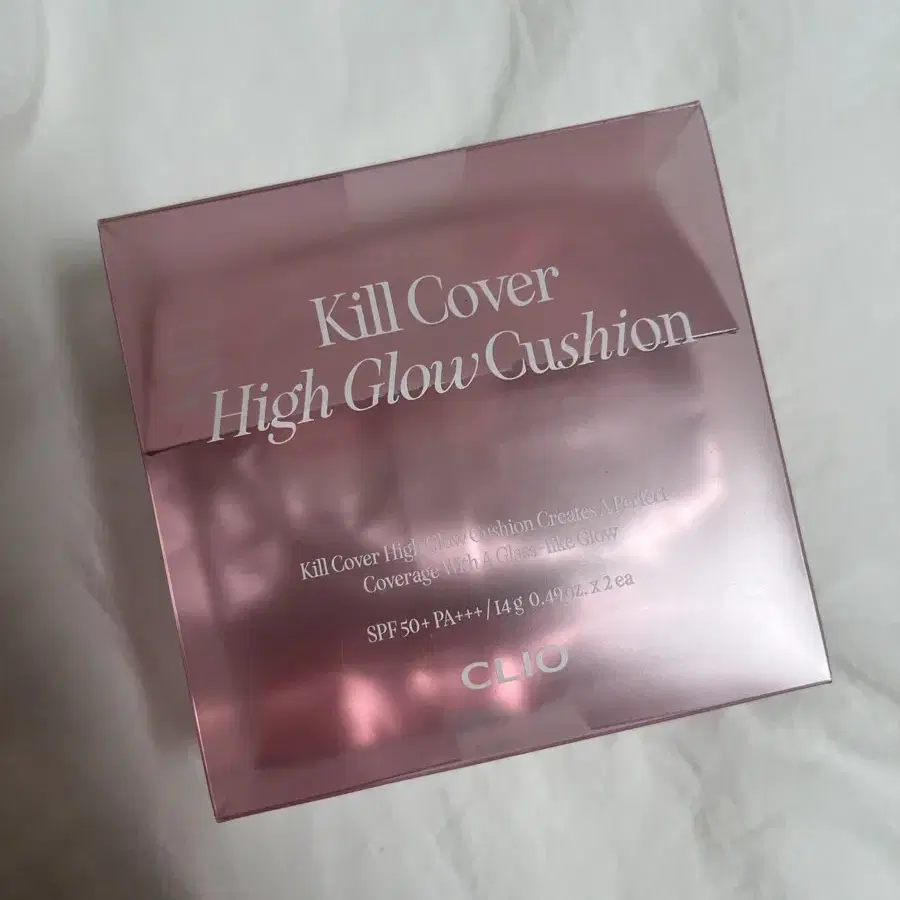 Kill Cover
High Glow Cushion
Kill Cover High Glow Cushion Creates A Perfect
Coverage With A Glass-like Glow
SPF 50+ PA+++ / 14 g 0.49 oz. x 2 ea
CLIO